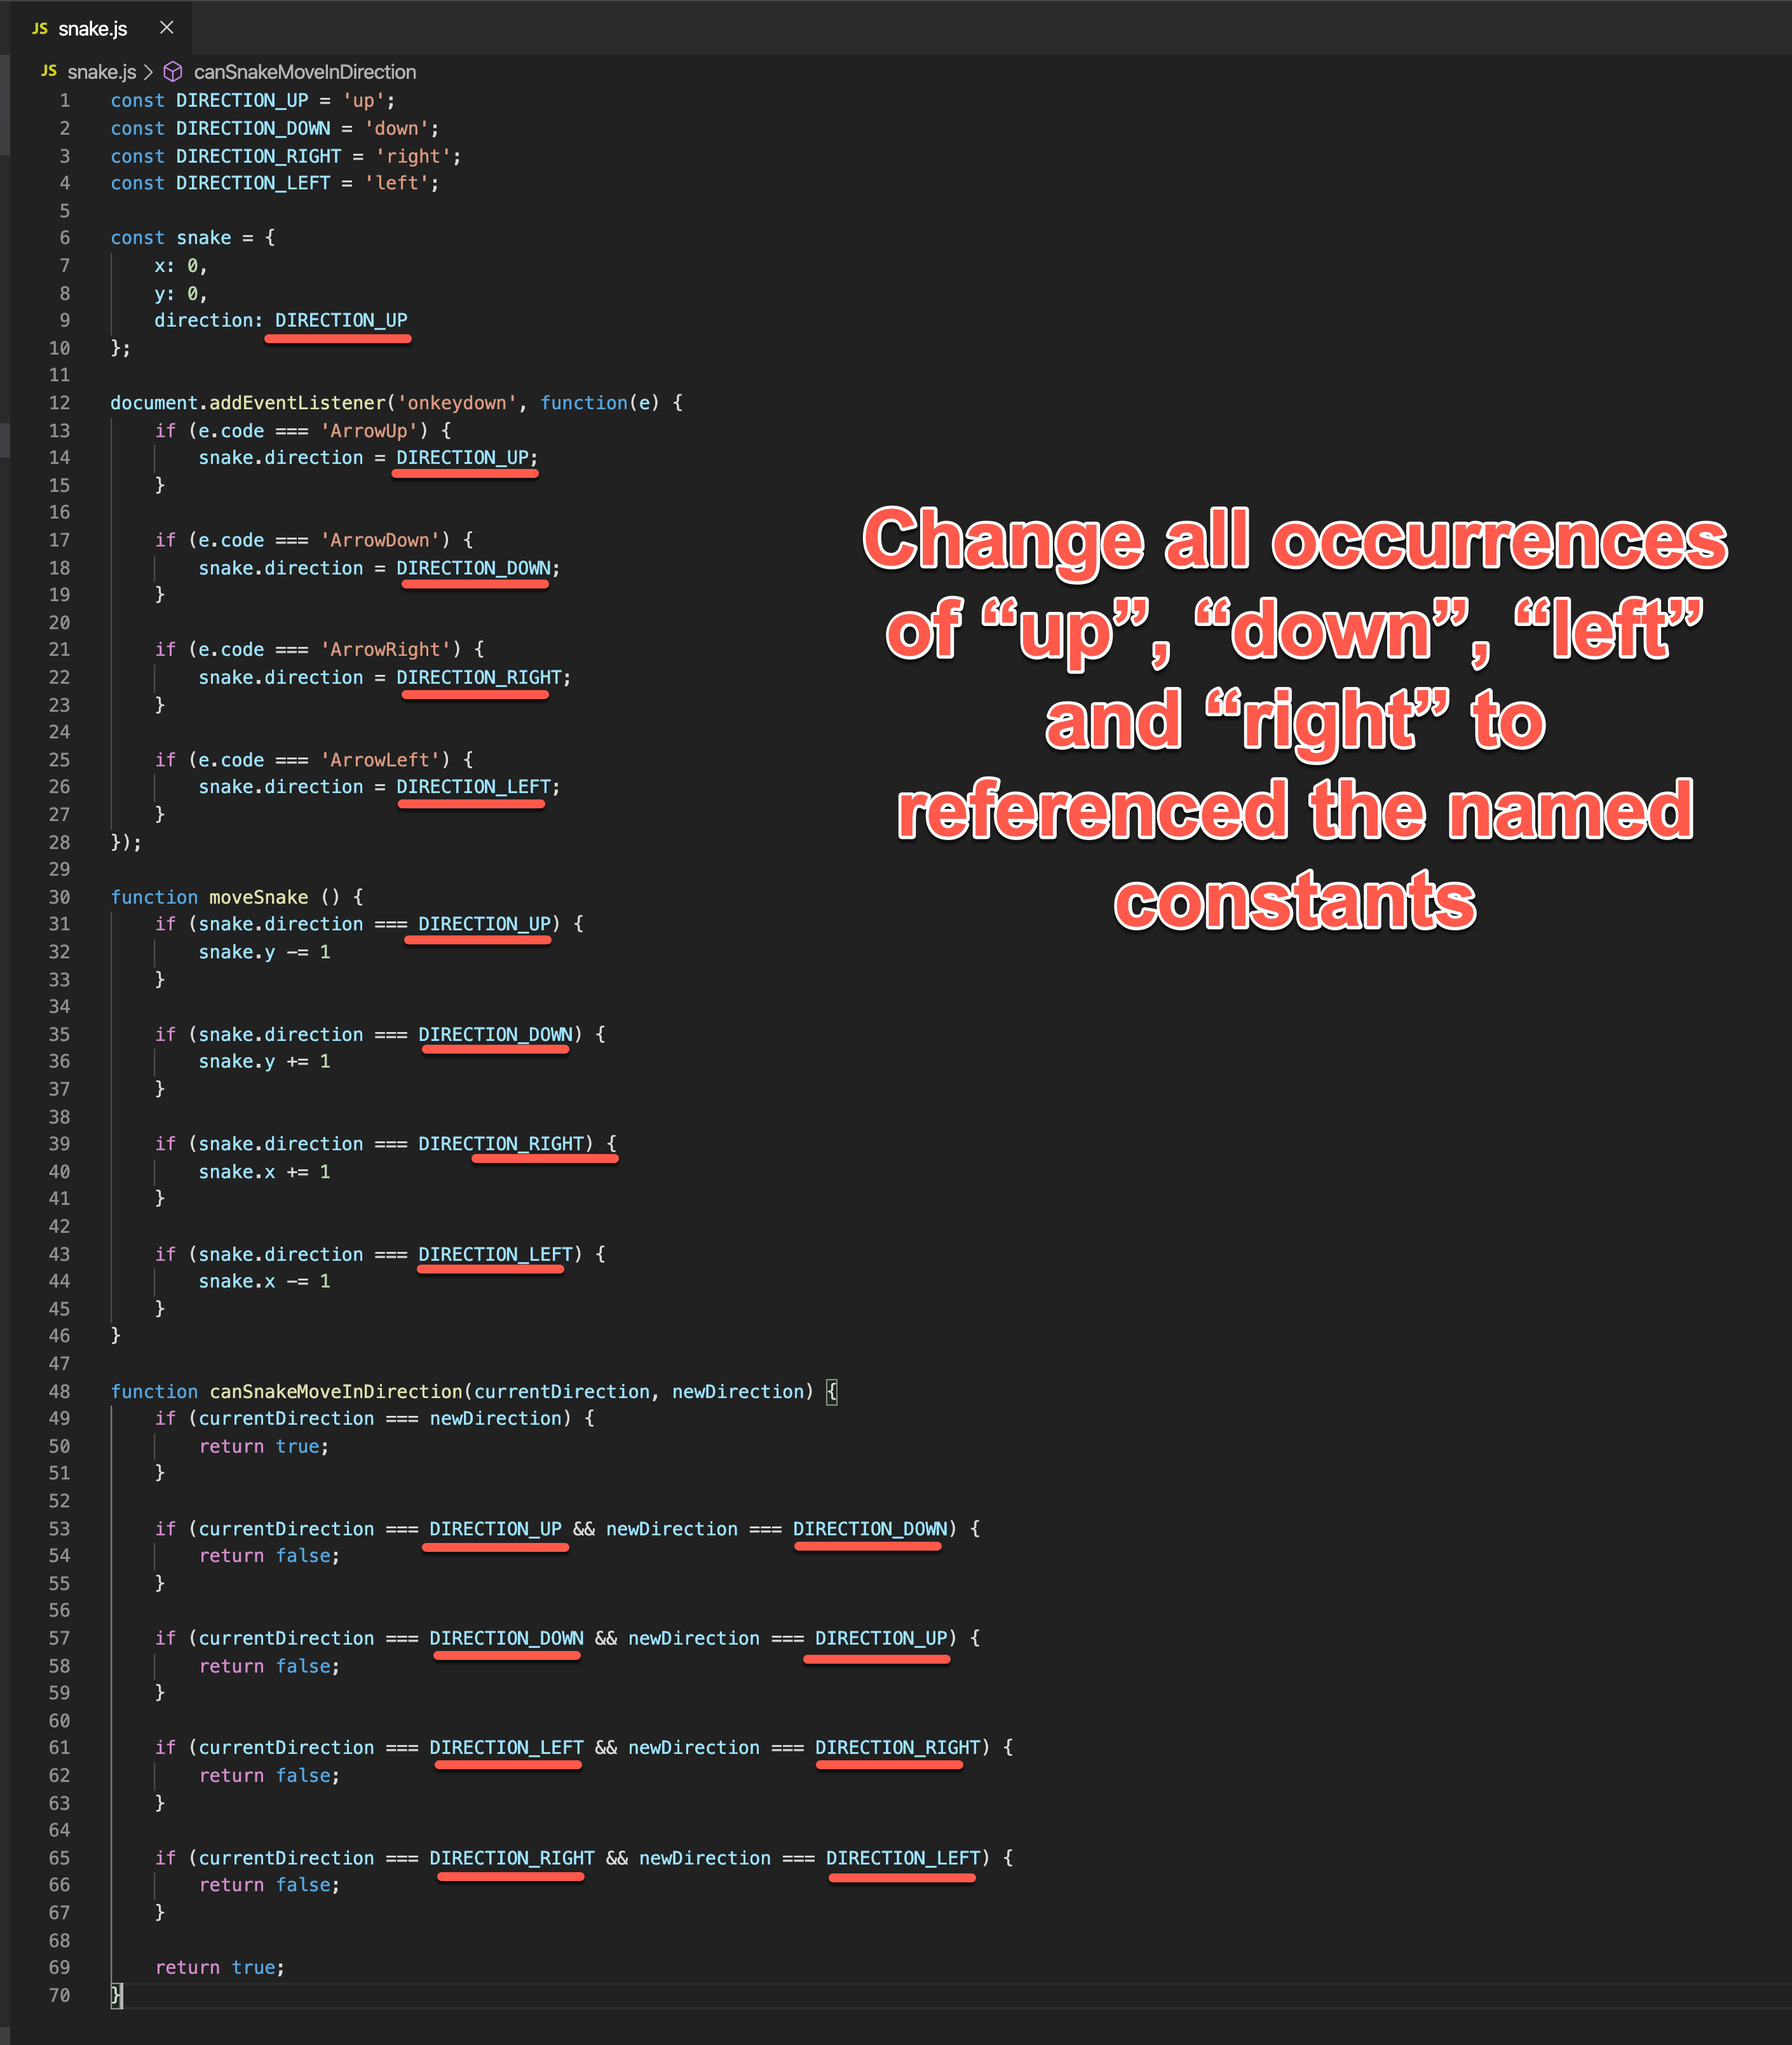 JS snake.js ×
JS snake.js > canSnakeMoveInDirection
1 const DIRECTION_UP = 'up';
2 const DIRECTION_DOWN = 'down';
3 const DIRECTION_RIGHT = 'right';
4 const DIRECTION_LEFT = 'left';
5
6 const snake = {
7     x: 0,
8     y: 0,
9     direction: DIRECTION_UP
10 };
11
12 document.addEventListener('onkeydown', function(e) {
13     if (e.code === 'ArrowUp') {
14         snake.direction = DIRECTION_UP;
15     }
16
17     if (e.code === 'ArrowDown') {
18         snake.direction = DIRECTION_DOWN;
19     }
20
21     if (e.code === 'ArrowRight') {
22         snake.direction = DIRECTION_RIGHT;
23     }
24
25     if (e.code === 'ArrowLeft') {
26         snake.direction = DIRECTION_LEFT;
27     }
28 });
29
30 function moveSnake () {
31     if (snake.direction === DIRECTION_UP) {
32         snake.y -= 1
33     }
34
35     if (snake.direction === DIRECTION_DOWN) {
36         snake.y += 1
37     }
38
39     if (snake.direction === DIRECTION_RIGHT) {
40         snake.x += 1
41     }
42
43     if (snake.direction === DIRECTION_LEFT) {
44         snake.x -= 1
45     }
46 }
47
48 function canSnakeMoveInDirection(currentDirection, newDirection) {
49     if (currentDirection === newDirection) {
50         return true;
51     }
52
53     if (currentDirection === DIRECTION_UP && newDirection === DIRECTION_DOWN) {
54         return false;
55     }
56
57     if (currentDirection === DIRECTION_DOWN && newDirection === DIRECTION_UP) {
58         return false;
59     }
60
61     if (currentDirection === DIRECTION_LEFT && newDirection === DIRECTION_RIGHT) {
62         return false;
63     }
64
65     if (currentDirection === DIRECTION_RIGHT && newDirection === DIRECTION_LEFT) {
66         return false;
67     }
68
69     return true;
70 }
Change all occurrences
of “up”, “down”, “left”
and “right” to
referenced the named
constants